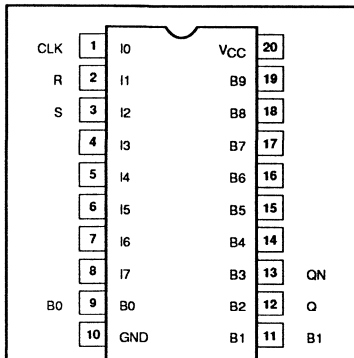 CLK 1 I0 VCC 20
R 2 I1 B9 19
S 3 I2 B8 18
4 I3 B7 17
5 I4 B6 16
6 I5 B5 15
7 I6 B4 14
8 I7 B3 13 QN
B0 9 B0 B2 12 Q
10 GND B1 11 B1